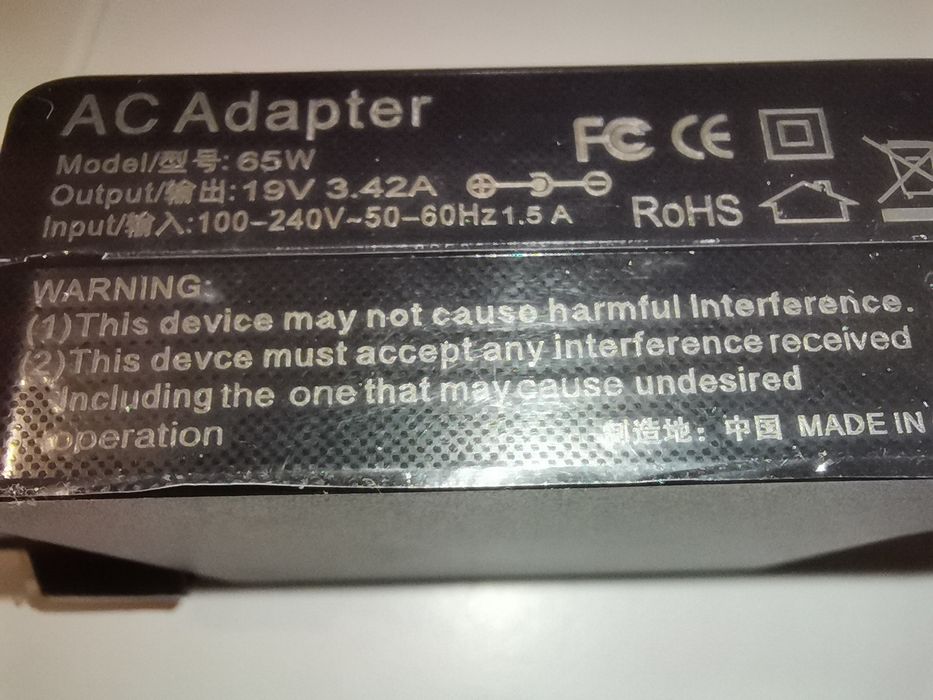 AC Adapter
Model/型号: 65W
Output/输出:19V 3.42A
Input/输入:100-240V~50-60Hz 1.5 A
FC CE
RoHS
WARNING:
(1)This device may not cause harmful Interference.
(2)This devce must accept any interference received
Including the one that may cause undesired
operation
制造地: 中国 MADE IN